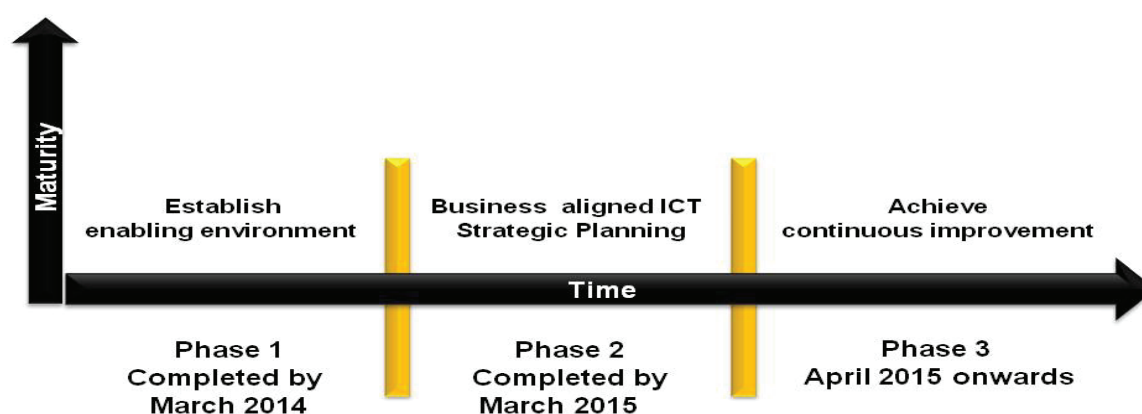 Maturity
Establish
enabling environment
Business aligned ICT
Strategic Planning
Achieve
continuous improvement
Time
Phase 1
Completed by
March 2014
Phase 2
Completed by
March 2015
Phase 3
April 2015 onwards